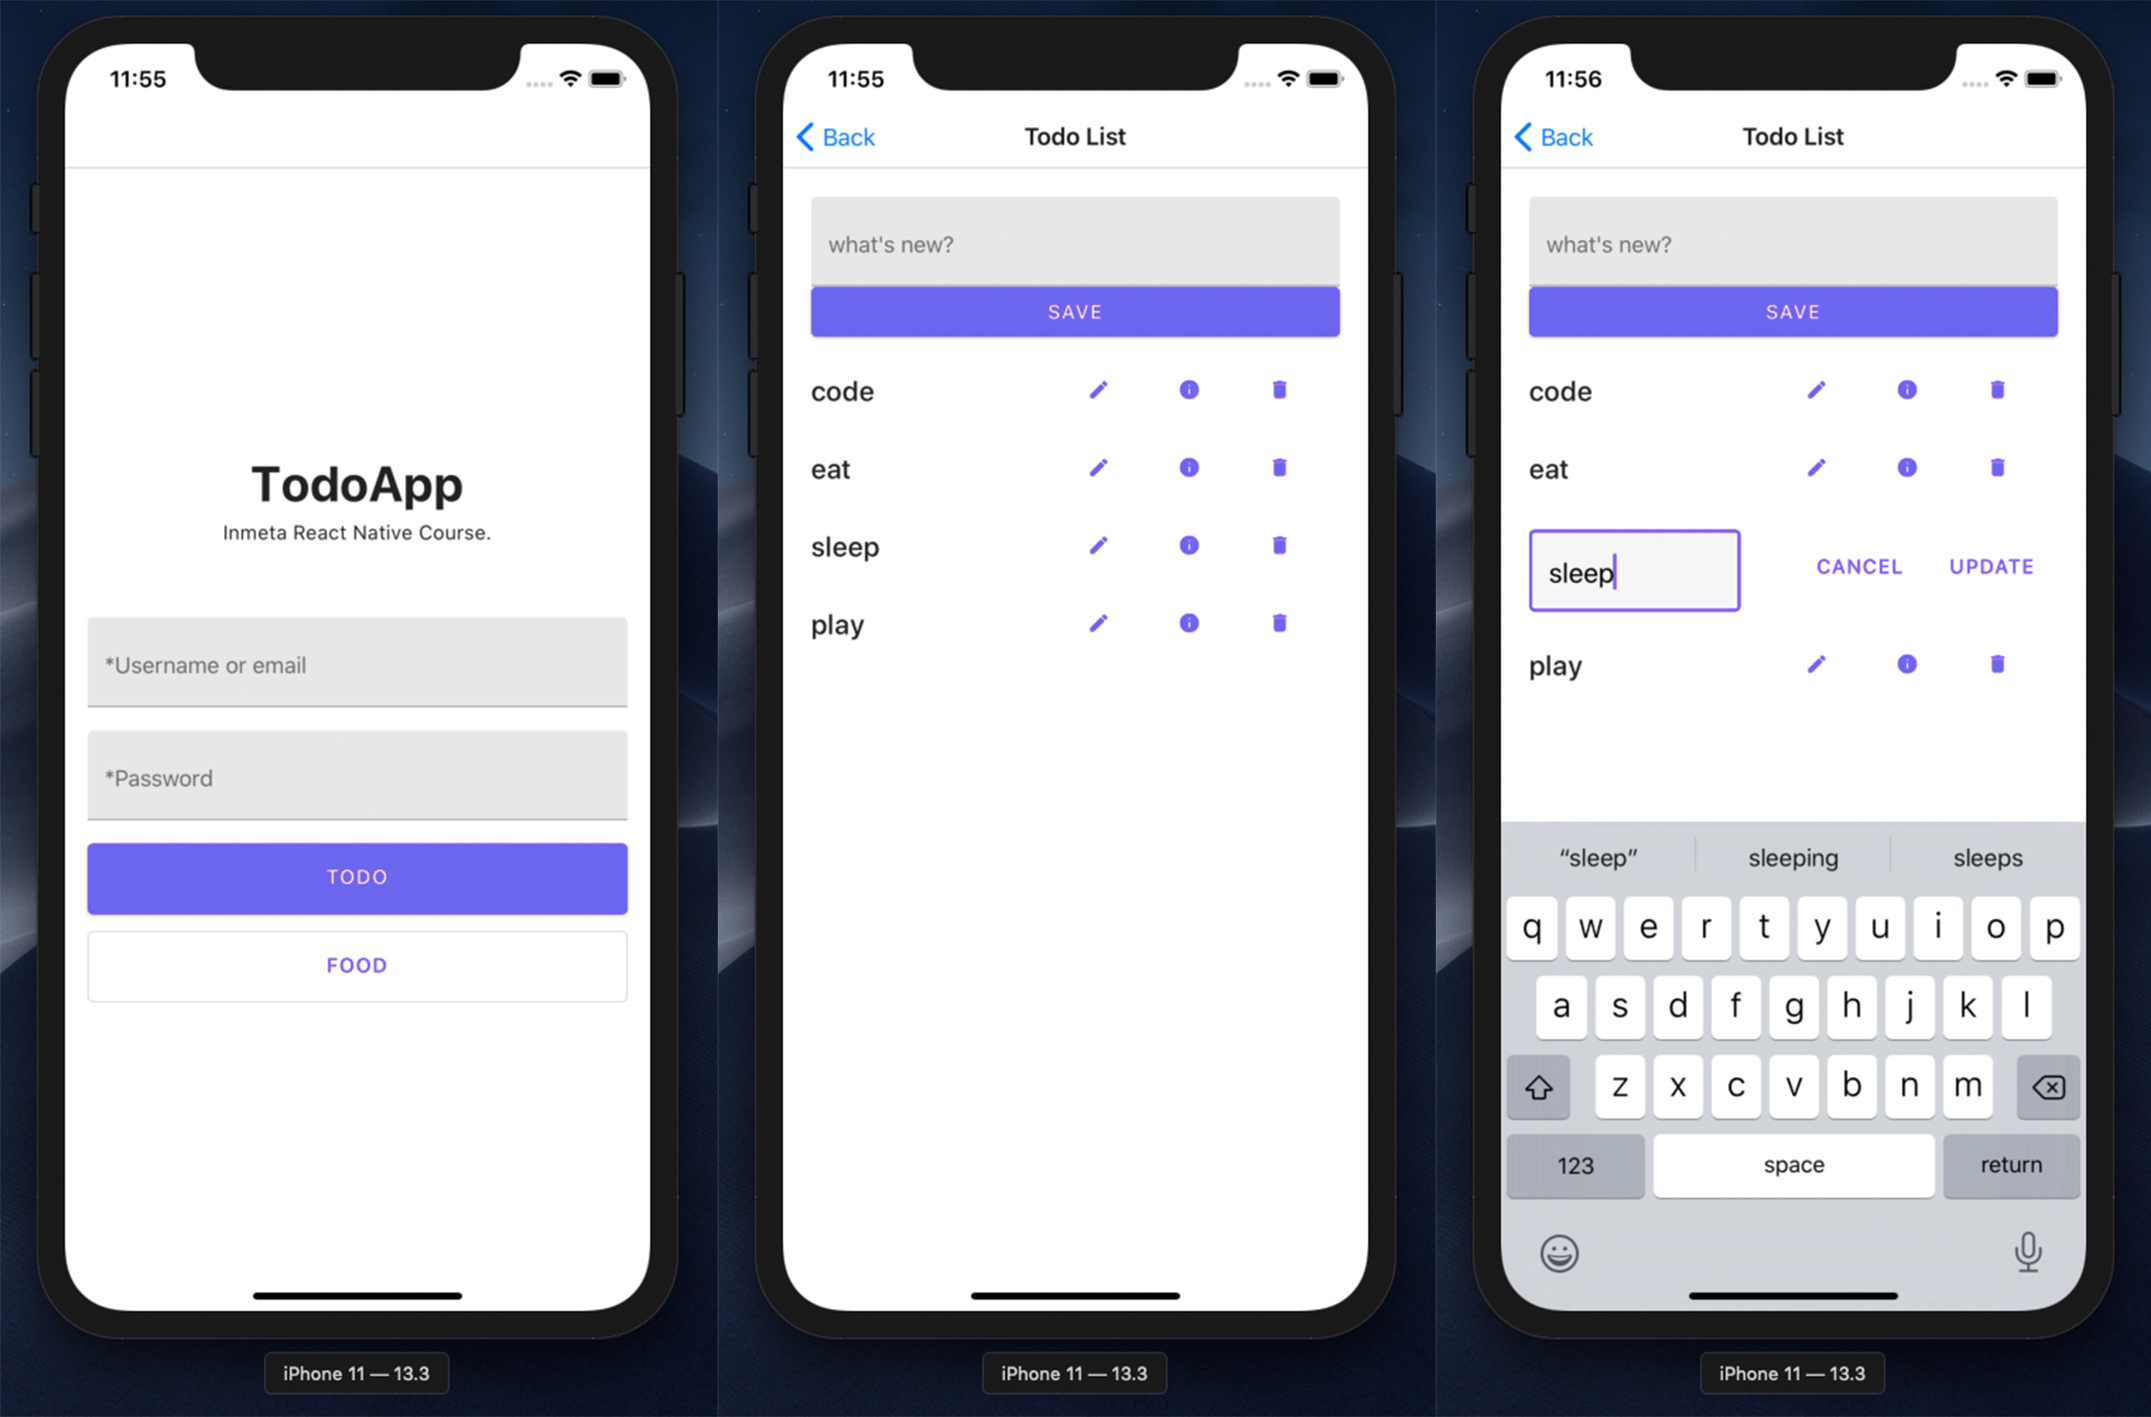 11:55
TodoApp
Inmeta React Native Course.
*Username or email
*Password
TODO
FOOD
iPhone 11 — 13.3
11:55
Back
Todo List
what's new?
SAVE
code
eat
sleep
play
iPhone 11 — 13.3
11:56
Back
Todo List
what's new?
SAVE
code
eat
sleep CANCEL UPDATE
play
“sleep” sleeping sleeps
q w e r t y u i o p
a s d f g h j k l
z x c v b n m
123 space return
iPhone 11 — 13.3